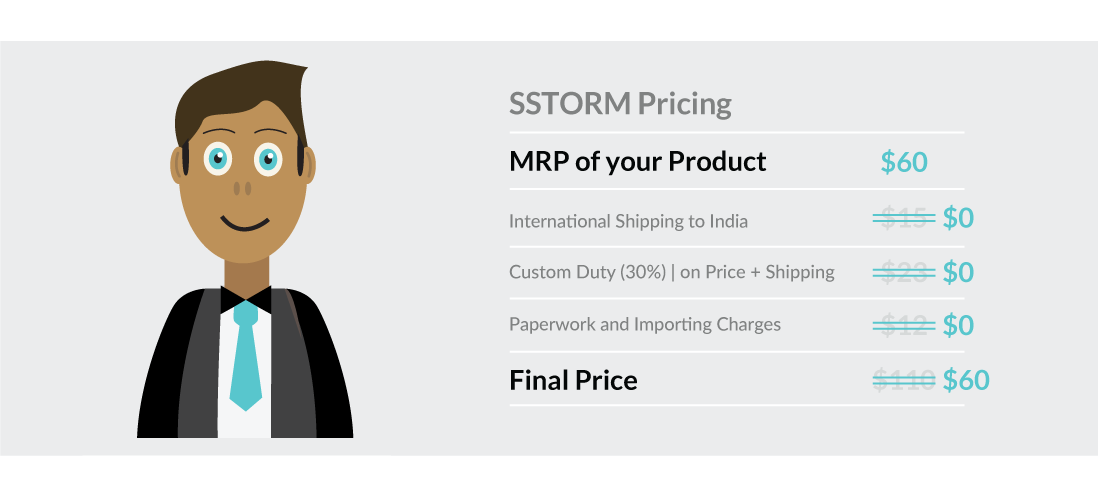 SSTORM Pricing
MRP of your Product $60
International Shipping to India $15 $0
Custom Duty (30%) | on Price + Shipping $23 $0
Paperwork and Importing Charges $12 $0
Final Price $110 $60